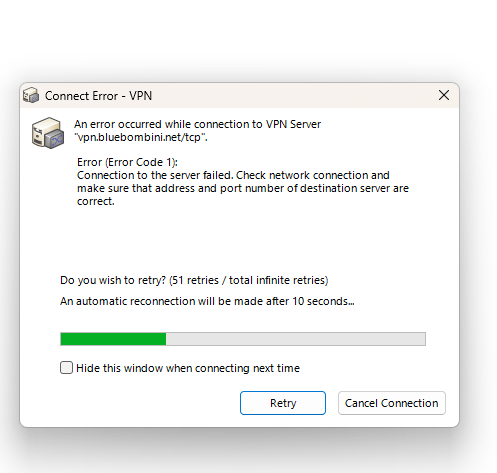 Connect Error - VPN
An error occurred while connection to VPN Server
"vpn.bluebombini.net/tcp".
Error (Error Code 1):
Connection to the server failed. Check network connection and
make sure that address and port number of destination server are
correct.
Do you wish to retry? (51 retries / total infinite retries)
An automatic reconnection will be made after 10 seconds...
Hide this window when connecting next time
Retry
Cancel Connection